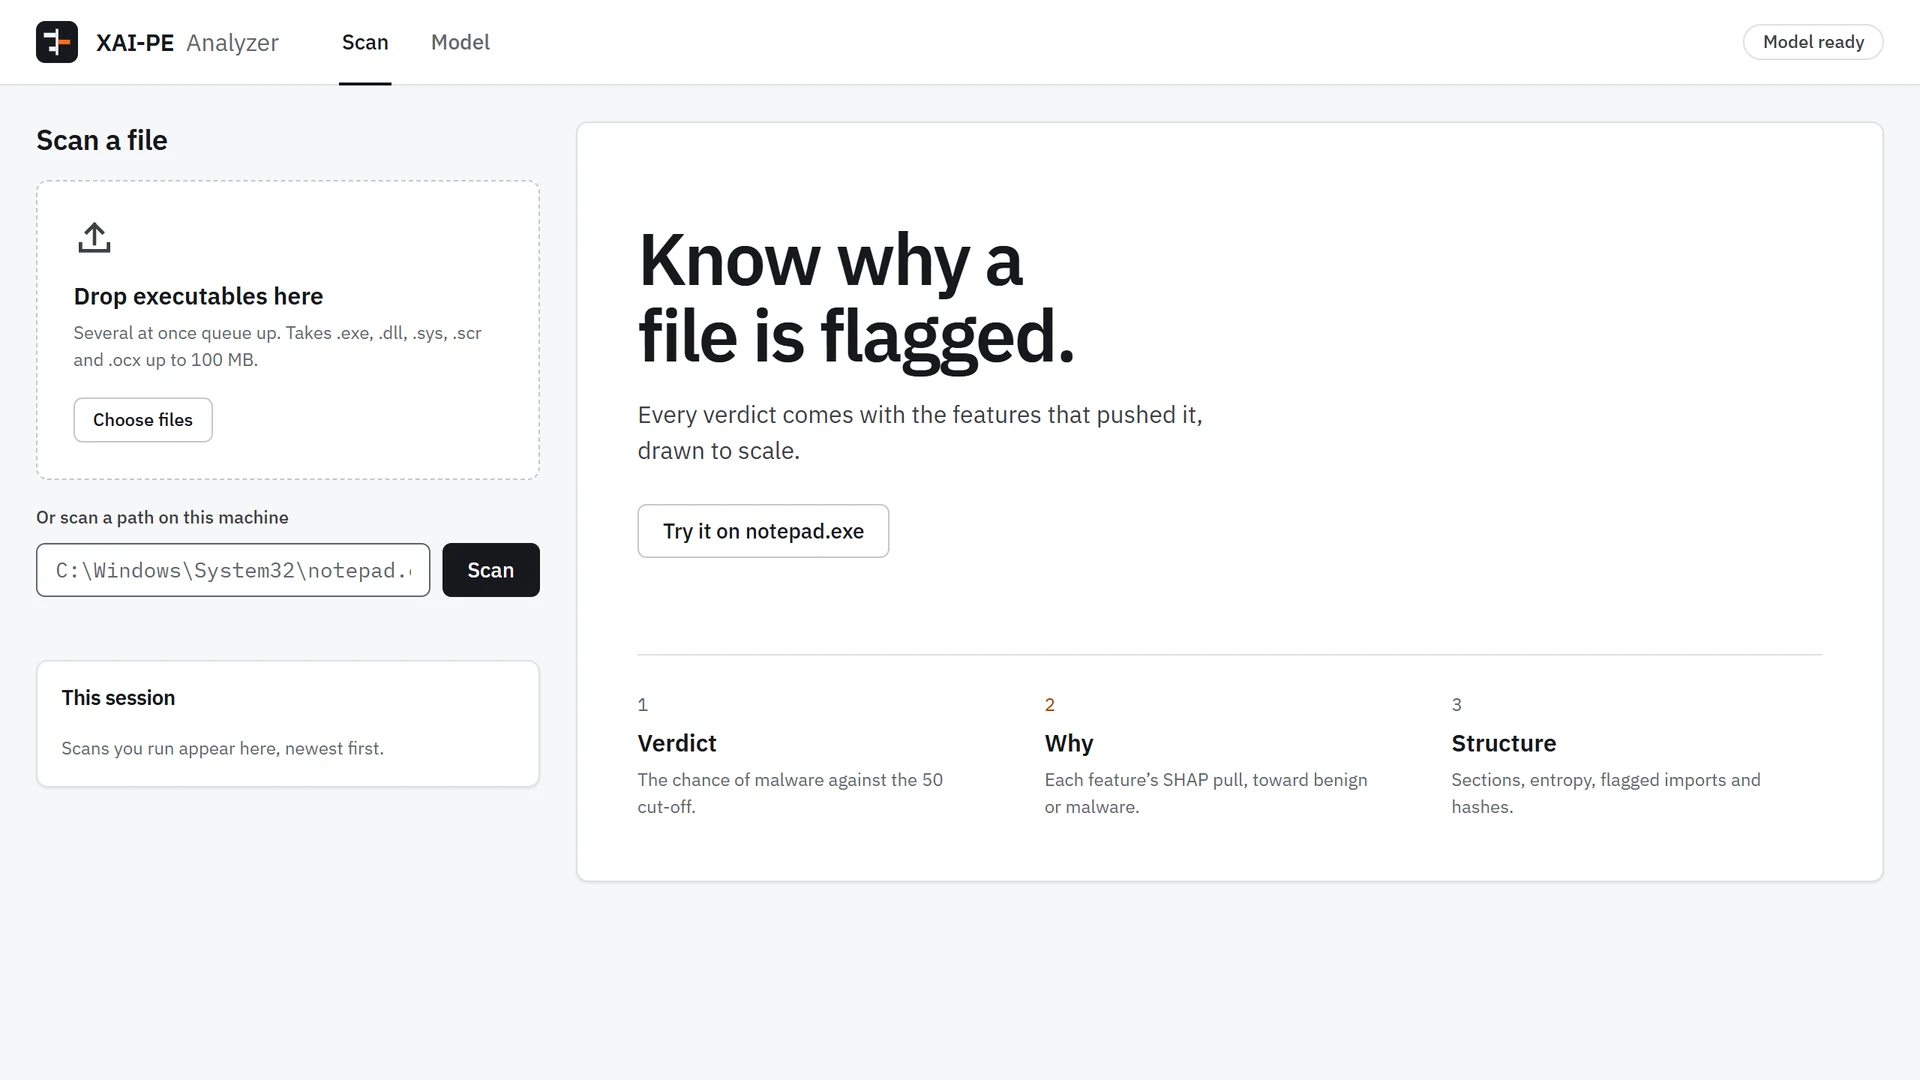 XAI-PE Analyzer
Scan
Model
Model ready
Scan a file
Drop executables here
Several at once queue up. Takes .exe, .dll, .sys, .scr
and .ocx up to 100 MB.
Choose files
Or scan a path on this machine
C:\Windows\System32\notepad.
Scan
This session
Scans you run appear here, newest first.
Know why a
file is flagged.
Every verdict comes with the features that pushed it,
drawn to scale.
Try it on notepad.exe
1
Verdict
The chance of malware against the 50
cut-off.
2
Why
Each feature’s SHAP pull, toward benign
or malware.
3
Structure
Sections, entropy, flagged imports and
hashes.